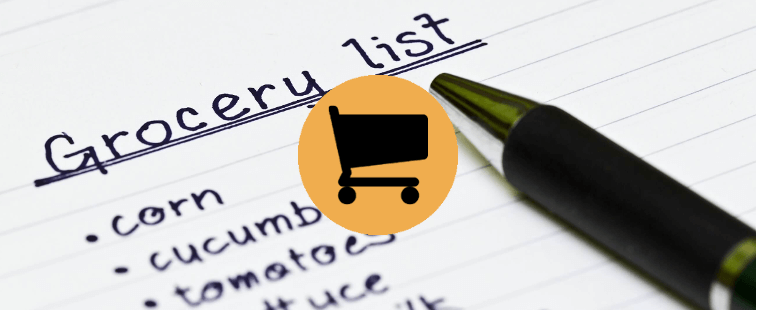 Grocery list
• corn
• cucumb
• tomatoes
ttuce